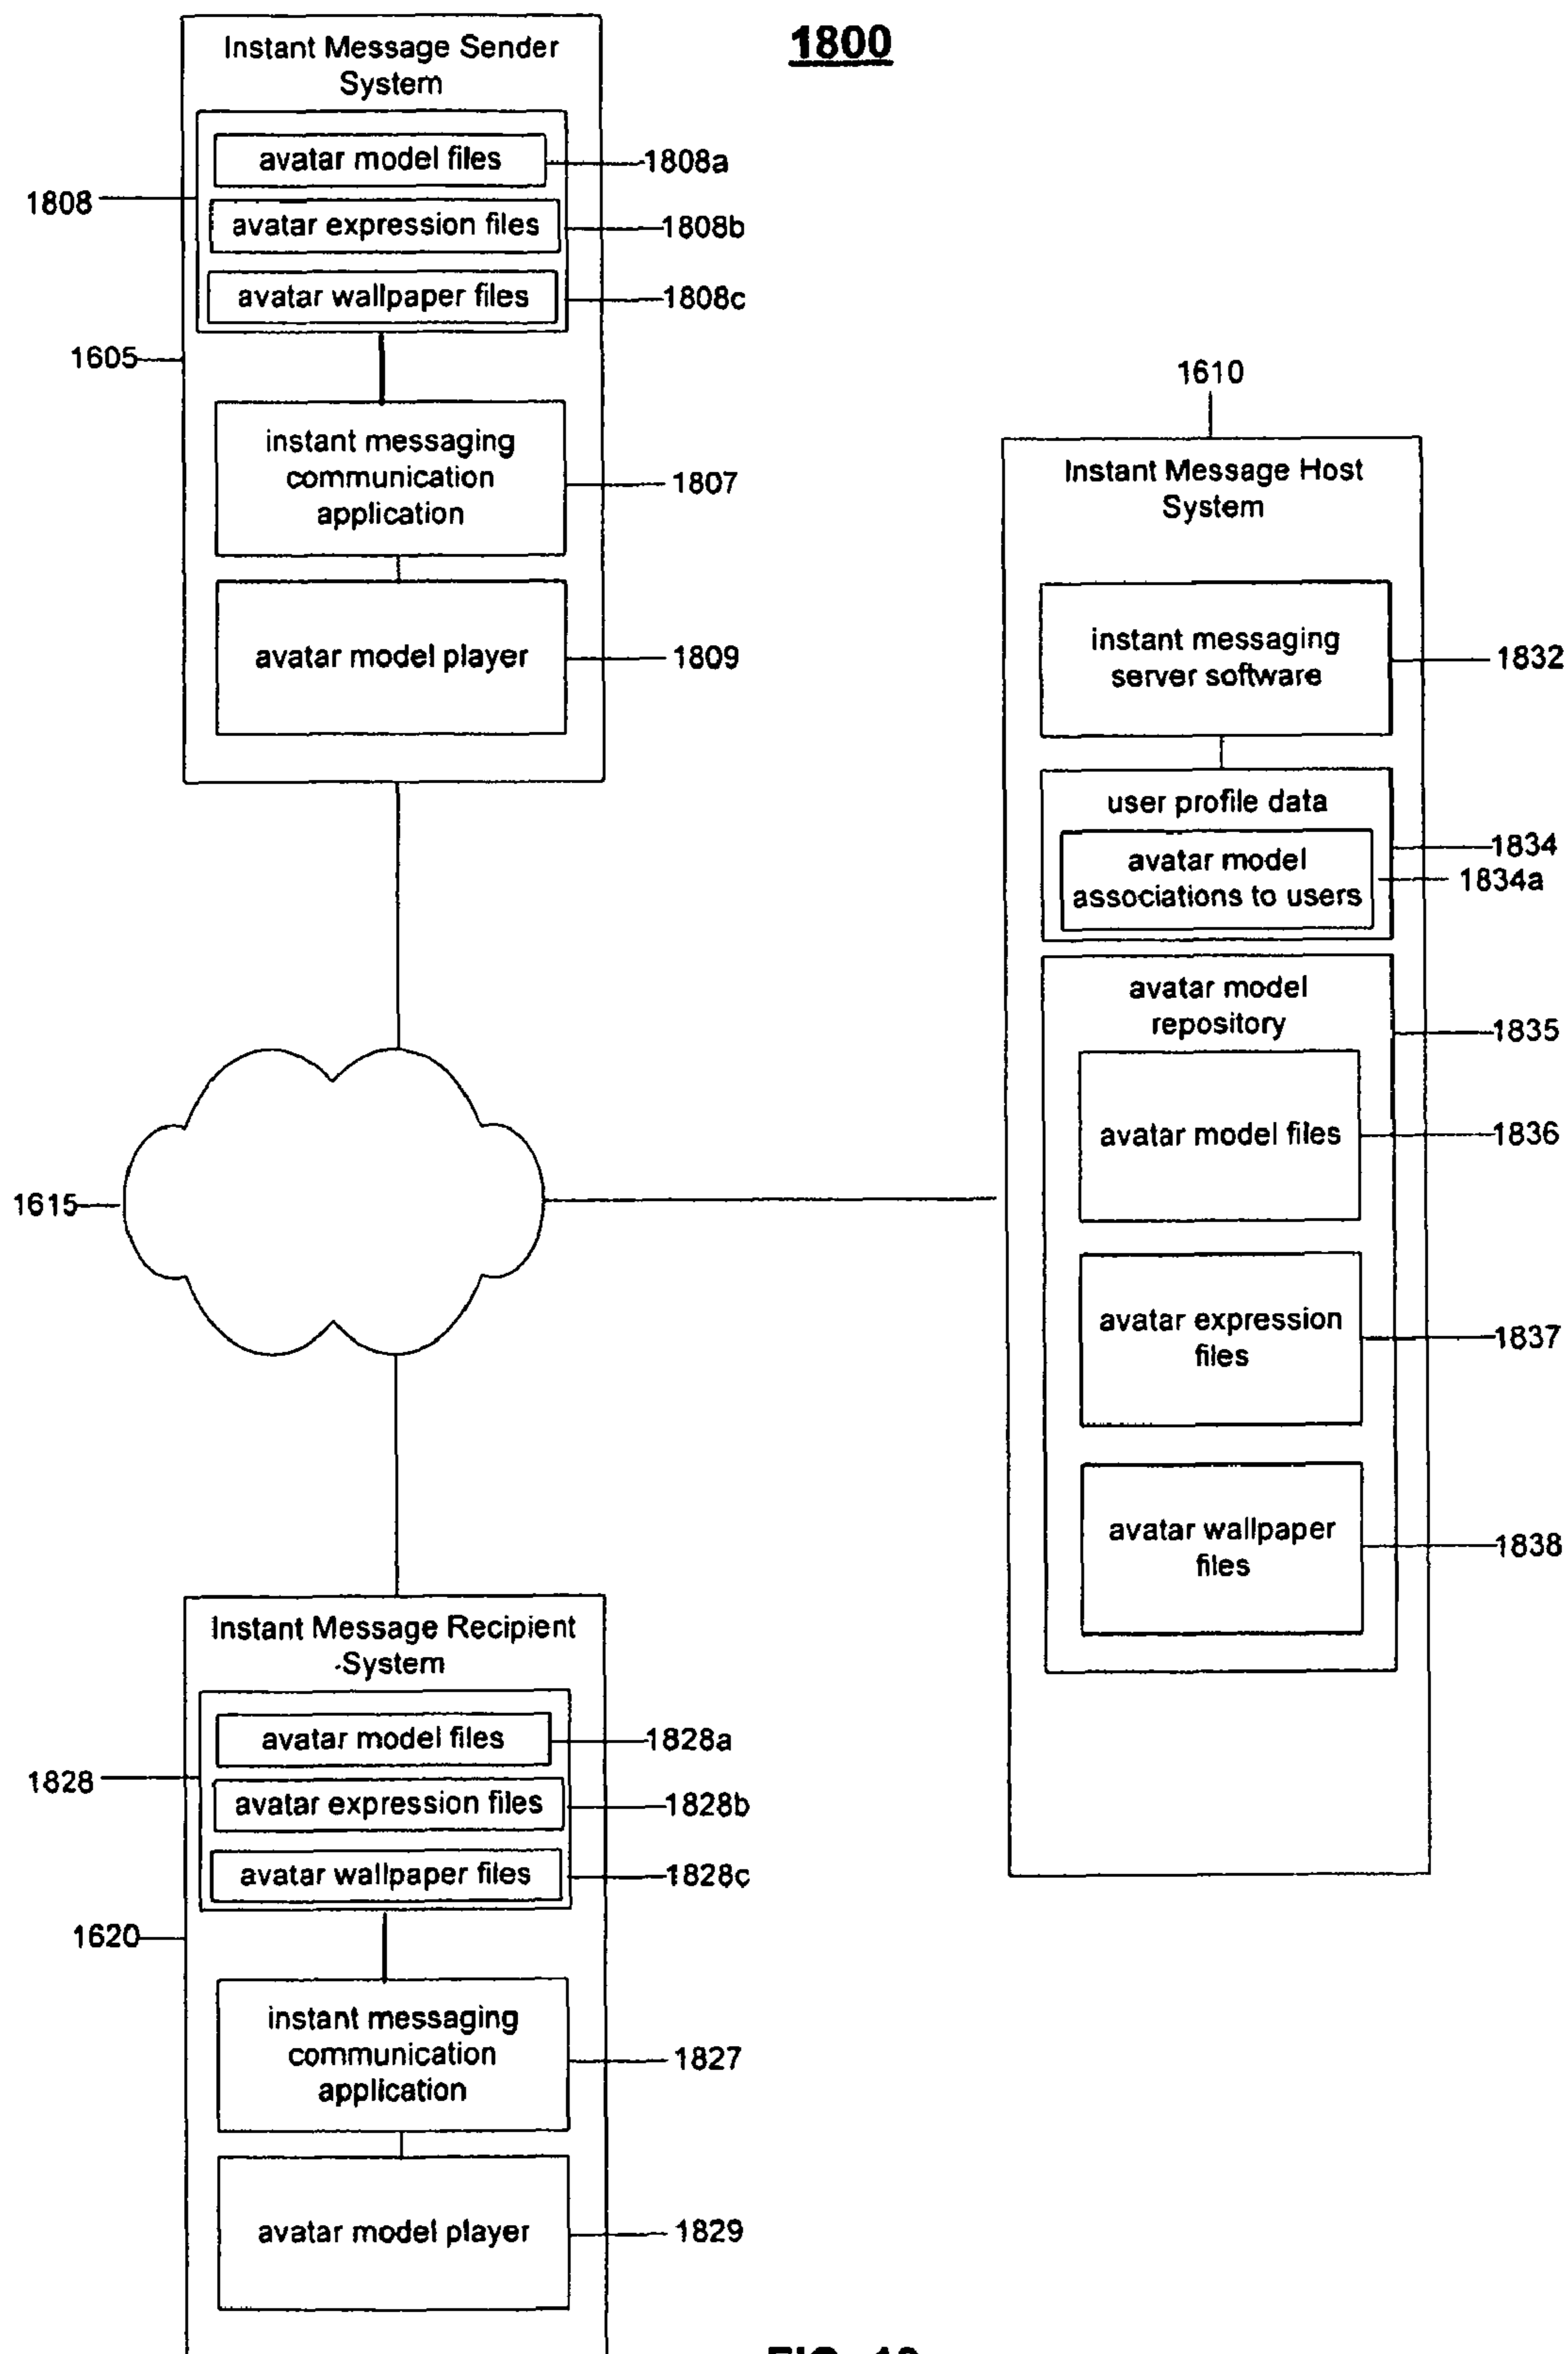 1800
Instant Message Sender
System
avatar model files
1808a
1808
avatar expression files
1808b
avatar wallpaper files
1808c
1605
instant messaging
communication
application
1807
avatar model player
1809
1610
Instant Message Host
System
instant messaging
server software
1832
user profile data
1834
avatar model
associations to users
1834a
avatar model
repository
1835
avatar model files
1836
avatar expression
files
1837
avatar wallpaper
files
1838
1615
Instant Message Recipient
System
avatar model files
1828a
1828
avatar expression files
1828b
avatar wallpaper files
1828c
1620
instant messaging
communication
application
1827
avatar model player
1829